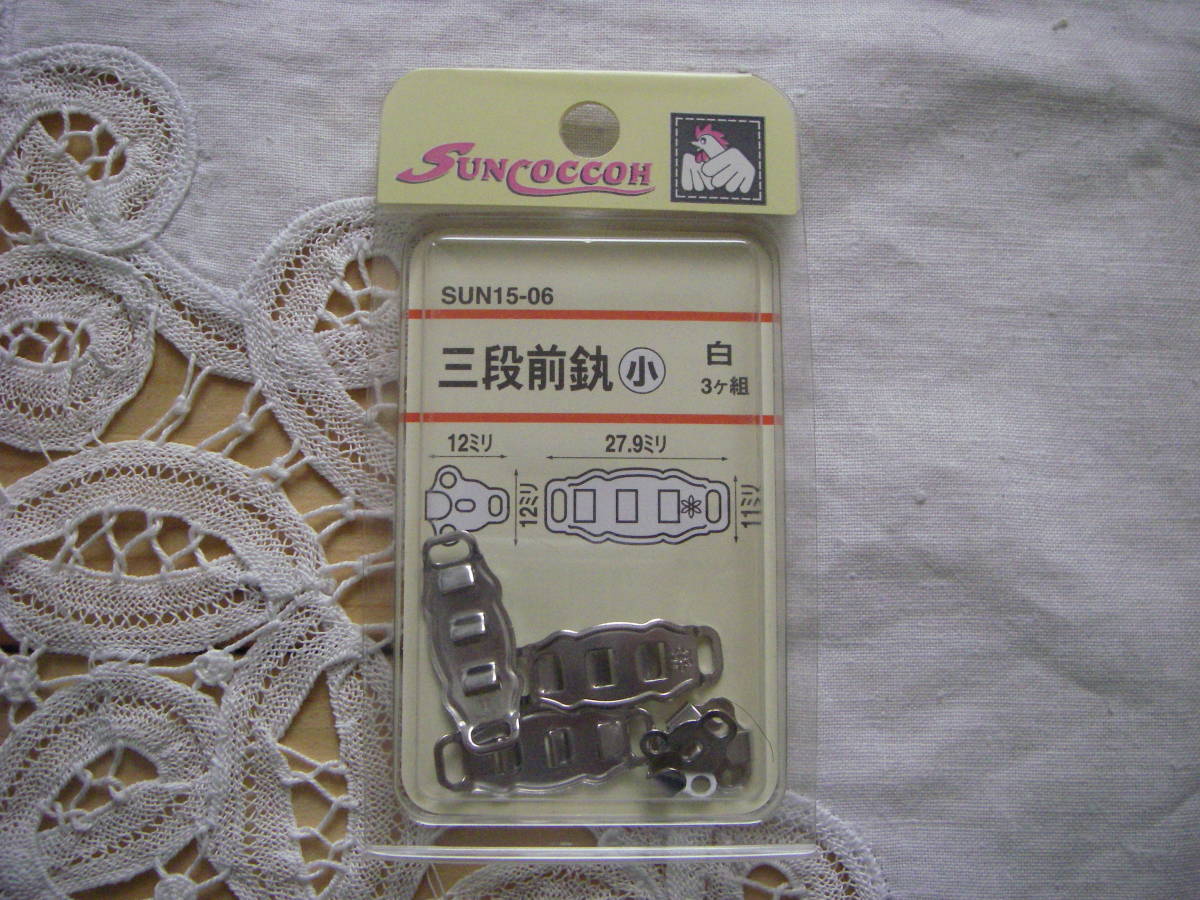 SUNCOCCOH
SUN15-06
三段前釻 小
白
3ヶ組
12ミリ
27.9ミリ
12ミリ
11ミリ